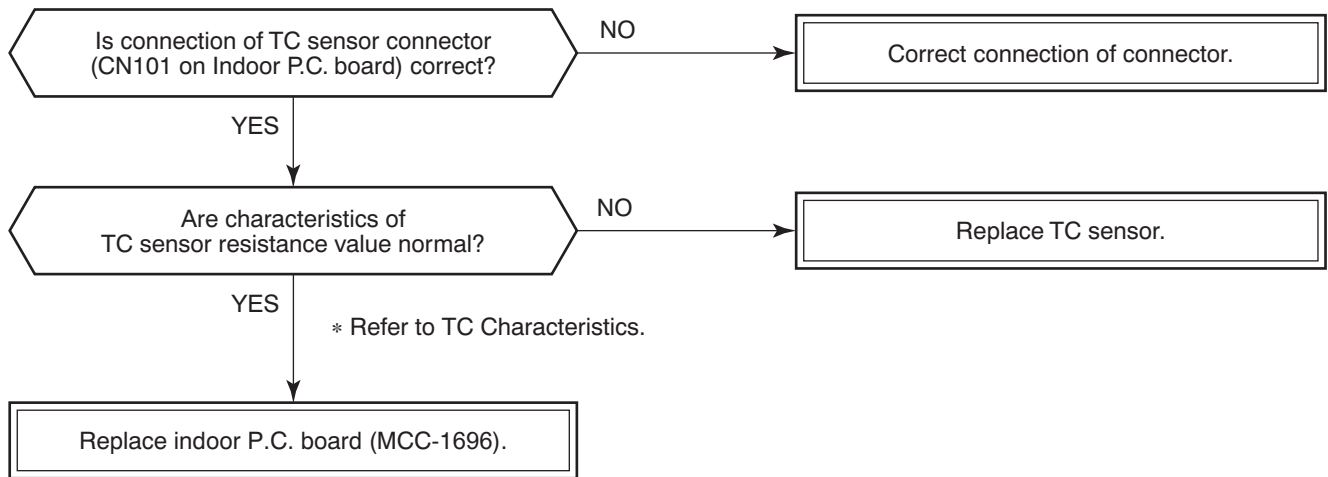 Is connection of TC sensor connector
(CN101 on Indoor P.C. board) correct?
NO
Correct connection of connector.
YES
Are characteristics of
TC sensor resistance value normal?
NO
Replace TC sensor.
YES
* Refer to TC Characteristics.
Replace indoor P.C. board (MCC-1696).